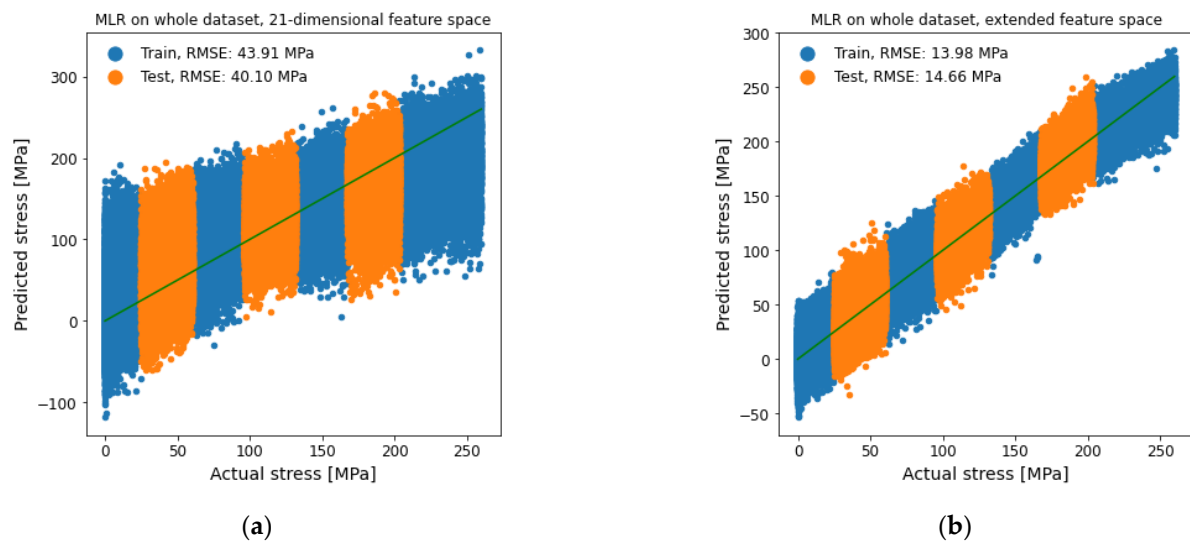 MLR on whole dataset, 21-dimensional feature space
Train, RMSE: 43.91 MPa
Test, RMSE: 40.10 MPa
Predicted stress [MPa]
300
200
100
0
−100
0 50 100 150 200 250
Actual stress [MPa]
(a)
MLR on whole dataset, extended feature space
Train, RMSE: 13.98 MPa
Test, RMSE: 14.66 MPa
Predicted stress [MPa]
300
250
200
150
100
50
0
−50
0 50 100 150 200 250
Actual stress [MPa]
(b)